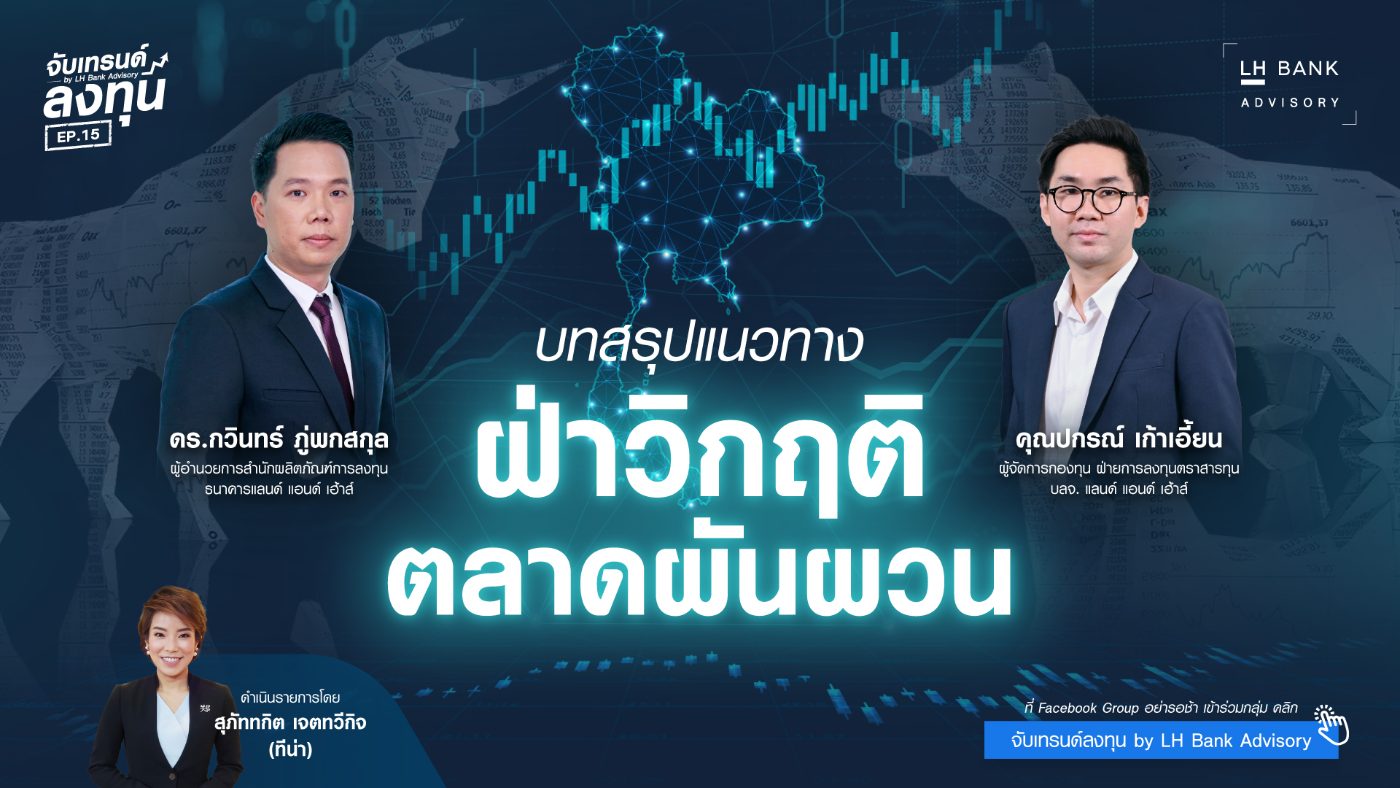 จับเทรนด์
by LH Bank Advisory
ลงทุน
EP.15
LH BANK
ADVISORY
บทสรุปแนวทาง
ฝ่าวิกฤติ
ตลาดผันผวน
ดร.กวินทร์ ภู่พกสกุล
ผู้อำนวยการสำนักผลิตภัณฑ์การลงทุน
ธนาคารแลนด์ แอนด์ เฮ้าส์
คุณปกรณ์ เก้าเอี้ยน
ผู้จัดการกองทุน ฝ่ายการลงทุนตราสารทุน
บลจ. แลนด์ แอนด์ เฮ้าส์
ดำเนินรายการโดย
สุภัททกิต เจตทวีกิจ
(ทีน่า)
ที่ Facebook Group อย่ารอช้า เข้าร่วมกลุ่ม คลิก
จับเทรนด์ลงทุน by LH Bank Advisory